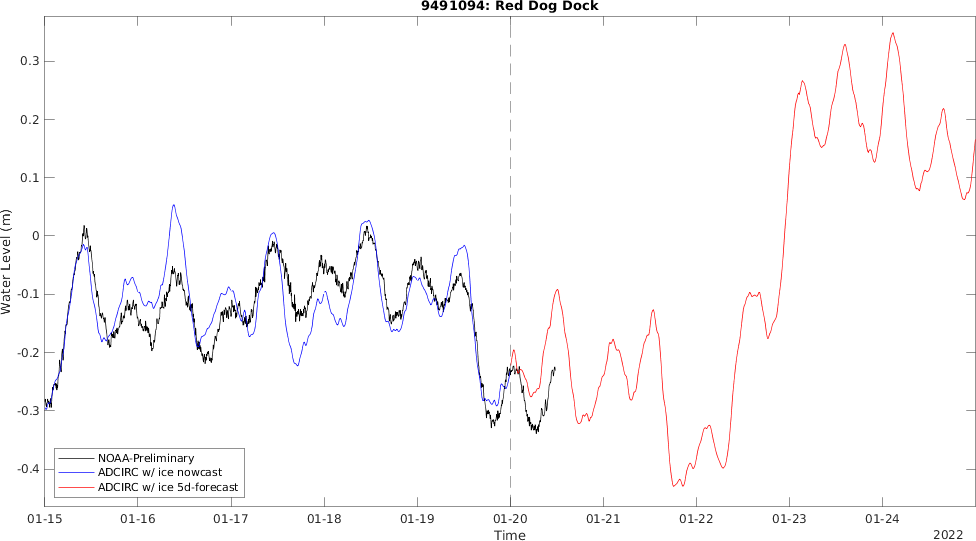 9491094: Red Dog Dock
Water Level (m)
0.3
0.2
0.1
0
-0.1
-0.2
-0.3
-0.4
NOAA-Preliminary
ADCIRC w/ ice nowcast
ADCIRC w/ ice 5d-forecast
01-15 01-16 01-17 01-18 01-19 01-20 01-21 01-22 01-23 01-24
Time
2022